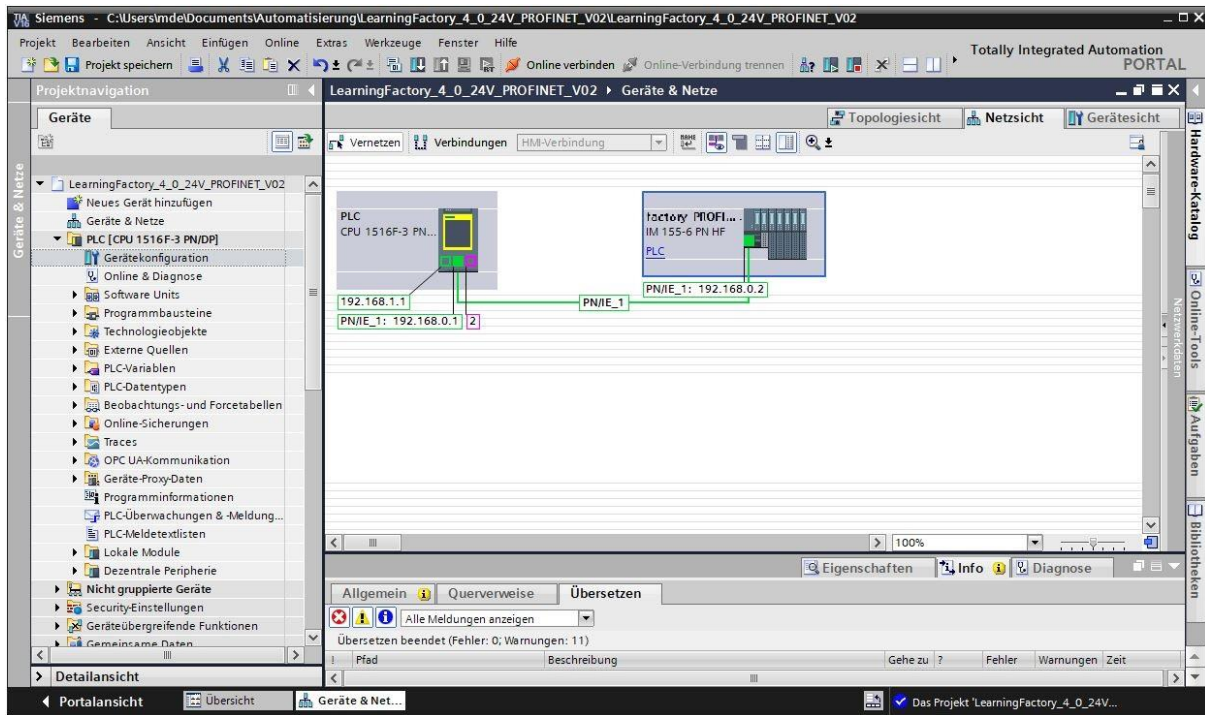 Siemens - C:\Users\mde\Documents\Automatisierung\LearningFactory_4_0_24V_PROFINET_V02\LearningFactory_4_0_24V_PROFINET_V02
Projekt Bearbeiten Ansicht Einfügen Online Extras Werkzeuge Fenster Hilfe
Totally Integrated Automation
PORTAL
Projekt speichern Online verbinden Online-Verbindung trennen
Projektnavigation
LearningFactory_4_0_24V_PROFINET_V02 Geräte & Netze
Geräte
Topologiesicht Netzsicht Gerätesicht
Vernetzen Verbindungen HMI-Verbindung
Geräte & Netze
LearningFactory_4_0_24V_PROFINET_V02
Neues Gerät hinzufügen
Geräte & Netze
PLC [CPU 1516F-3 PN/DP]
Gerätekonfiguration
Online & Diagnose
Software Units
Programmbausteine
Technologieobjekte
Externe Quellen
PLC-Variablen
PLC-Datentypen
Beobachtungs- und Forcetabellen
Online-Sicherungen
Traces
OPC UA-Kommunikation
Geräte-Proxy-Daten
Programminformationen
PLC-Überwachungen & -Meldung...
PLC-Meldetextlisten
Lokale Module
Dezentrale Peripherie
Nicht gruppierte Geräte
Security-Einstellungen
Geräteübergreifende Funktionen
Gemeinsame Daten
Detailansicht
PLC
CPU 1516F-3 PN...
factory PROFI...
IM 155-6 PN HF
PLC
192.168.1.1
PN/IE_1: 192.168.0.1 2
PN/IE_1
PN/IE_1: 192.168.0.2
100%
Netzwerkdaten
Hardware-Katalog
Online-Tools
Aufgaben
Bibliotheken
Eigenschaften Info Diagnose
Allgemein Querverweise Übersetzen
Alle Meldungen anzeigen
Übersetzen beendet (Fehler: 0; Warnungen: 11)
! Pfad Beschreibung Gehe zu ? Fehler Warnungen Zeit
Portalansicht Übersicht Geräte & Net... Das Projekt 'LearningFactory_4_0_24V...